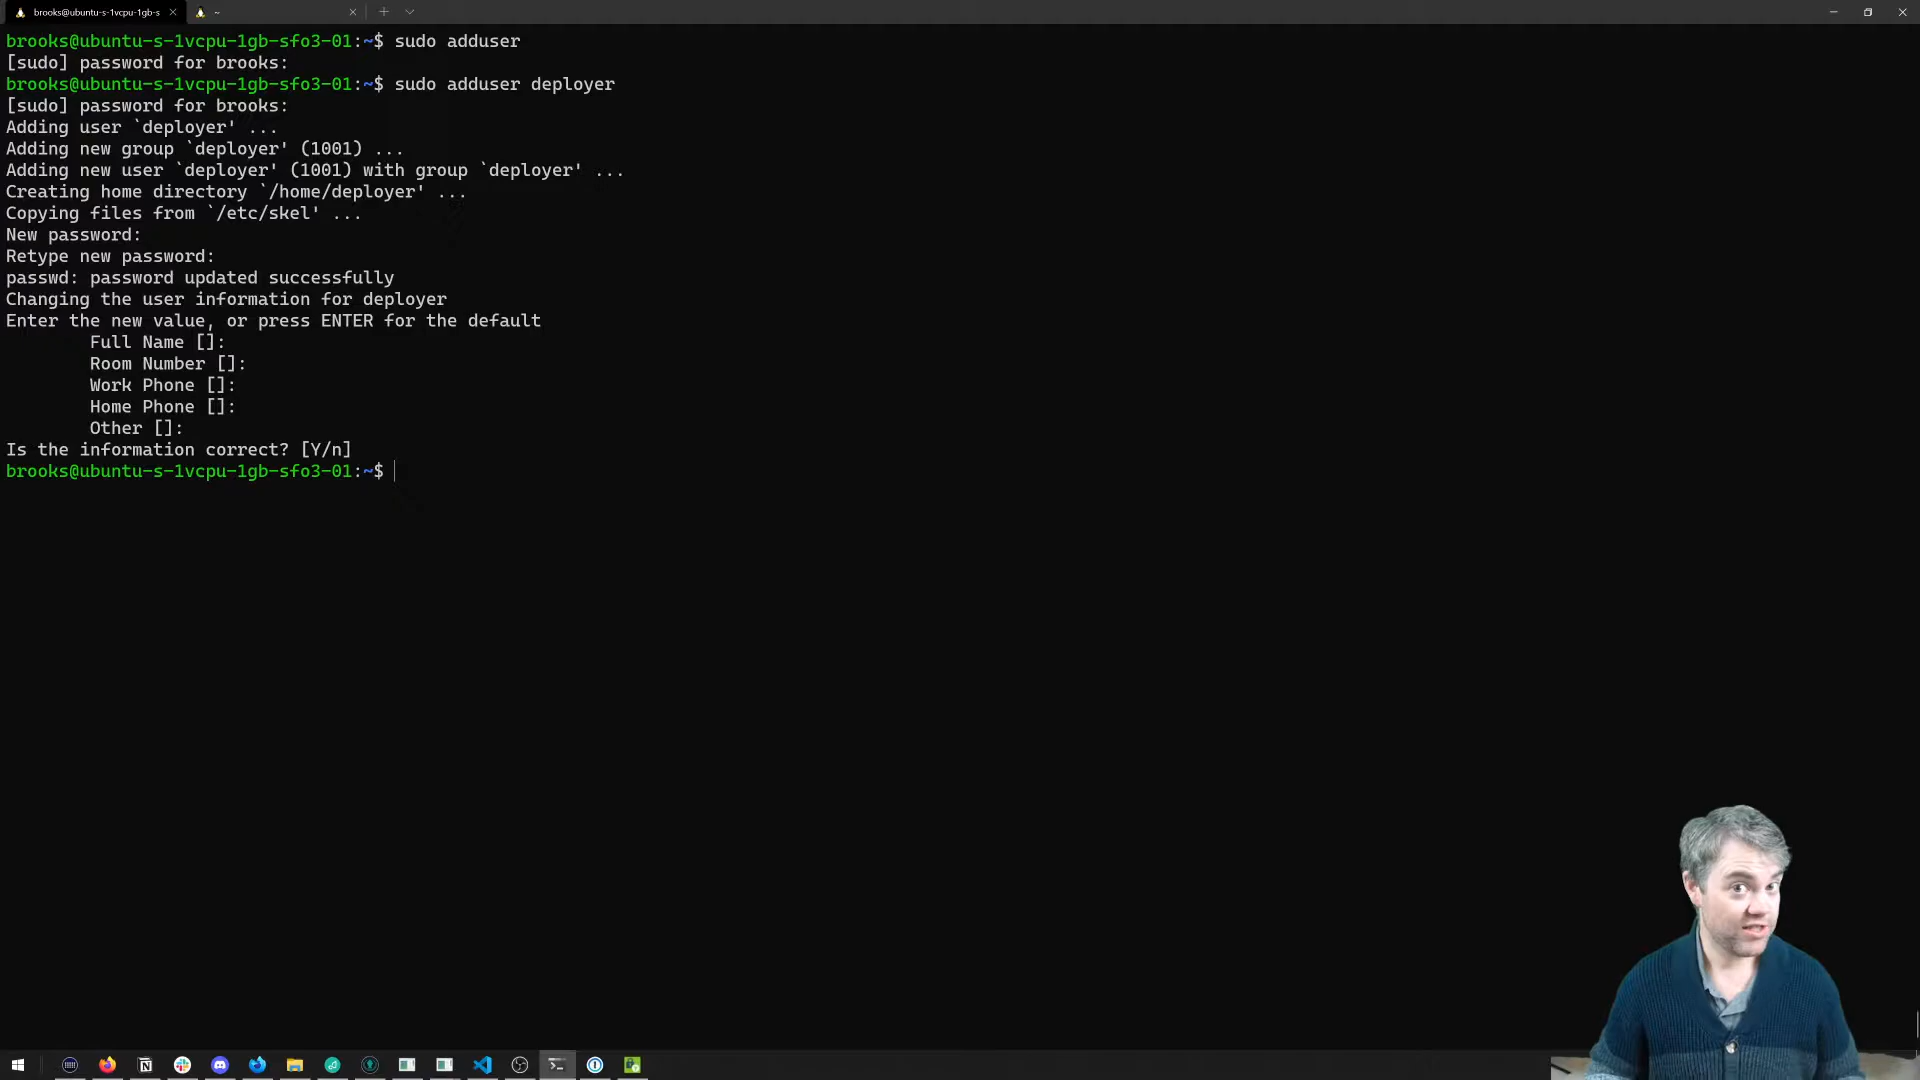 brooks@ubuntu-s-1vcpu-1gb-s
~
brooks@ubuntu-s-1vcpu-1gb-sfo3-01:~$ sudo adduser
[sudo] password for brooks:
brooks@ubuntu-s-1vcpu-1gb-sfo3-01:~$ sudo adduser deployer
[sudo] password for brooks:
Adding user `deployer' ...
Adding new group `deployer' (1001) ...
Adding new user `deployer' (1001) with group `deployer' ...
Creating home directory `/home/deployer' ...
Copying files from `/etc/skel' ...
New password:
Retype new password:
passwd: password updated successfully
Changing the user information for deployer
Enter the new value, or press ENTER for the default
Full Name []:
Room Number []:
Work Phone []:
Home Phone []:
Other []:
Is the information correct? [Y/n]
brooks@ubuntu-s-1vcpu-1gb-sfo3-01:~$